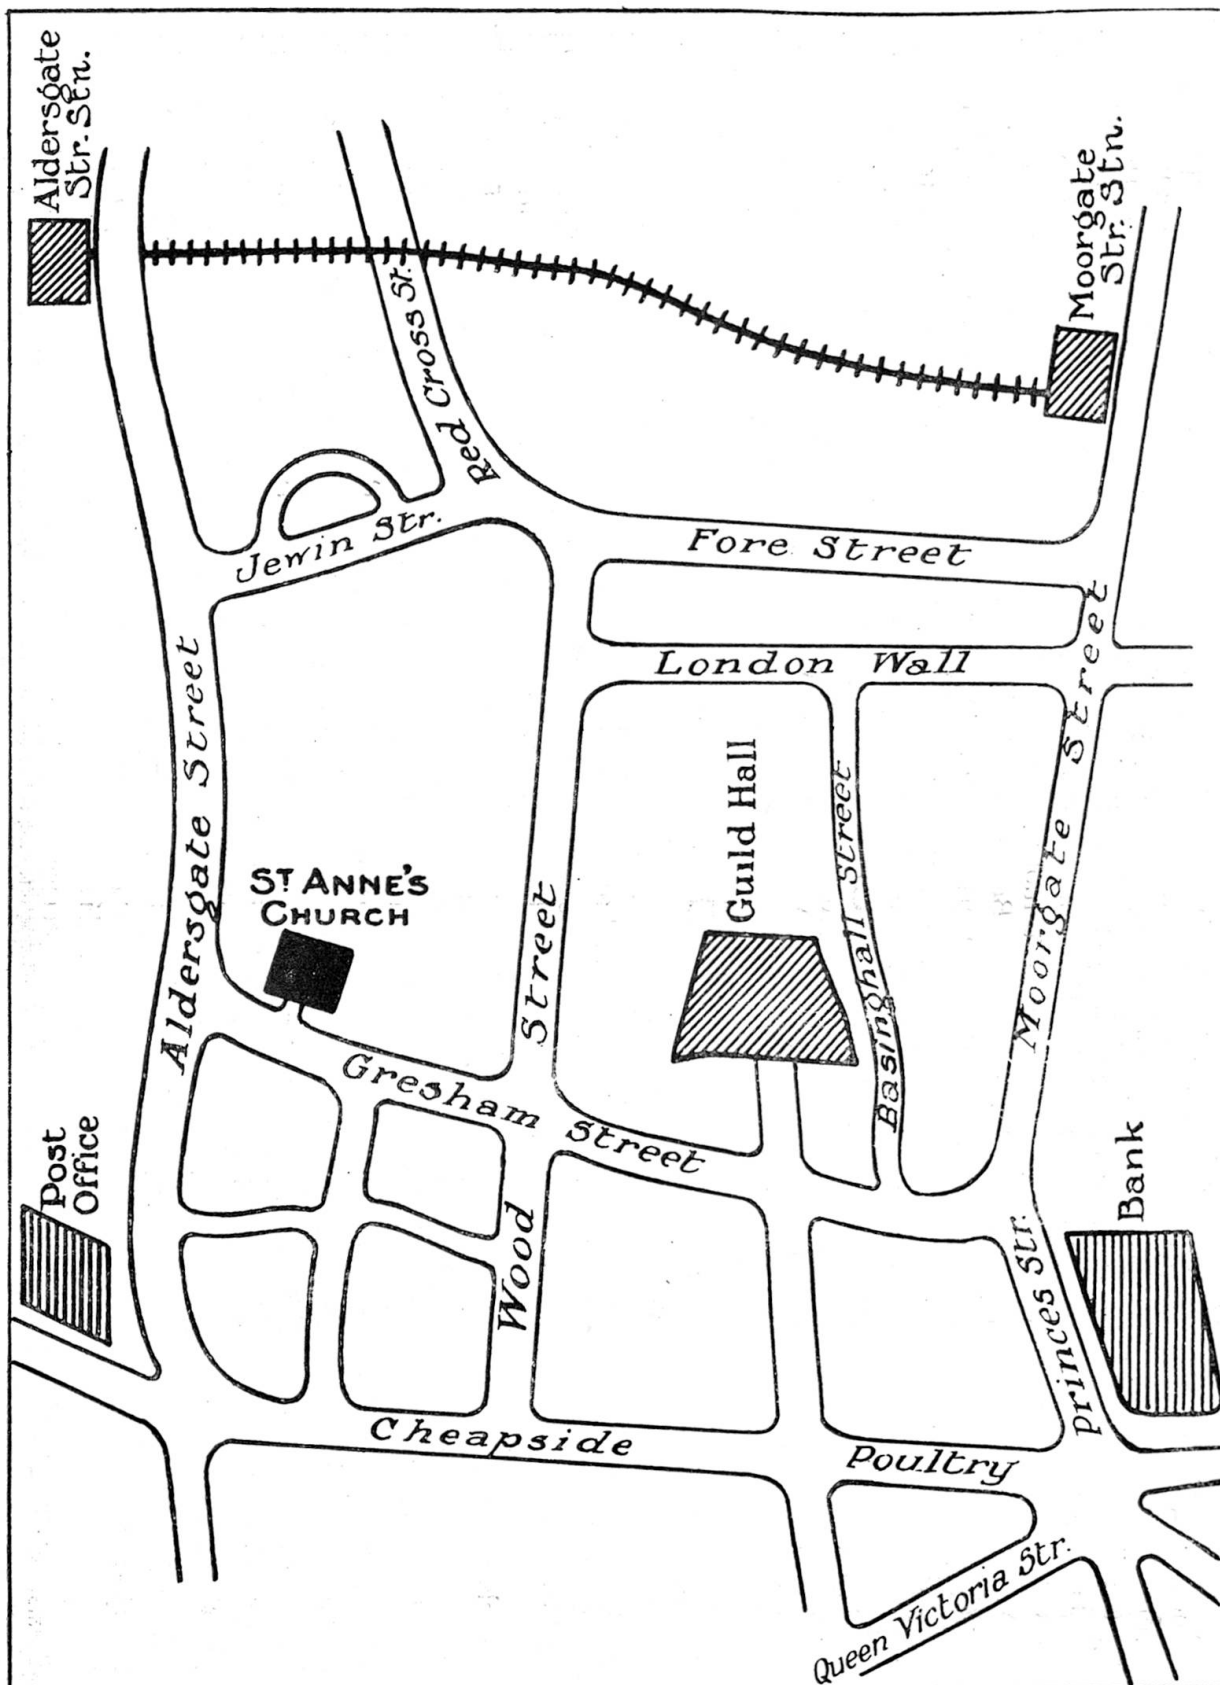 Aldersgate
Str. Stn.
Moorgate
Str. Stn.
Red Cross St.
Jewin Str.
Fore Street
London Wall
Aldersgate Street
ST ANNE'S
CHURCH
Guild Hall
Basinghall Street
Moorgate Street
Gresham Street
Wood Street
Post
Office
Bank
Princes Str.
Cheapside
Poultry
Queen Victoria Str.